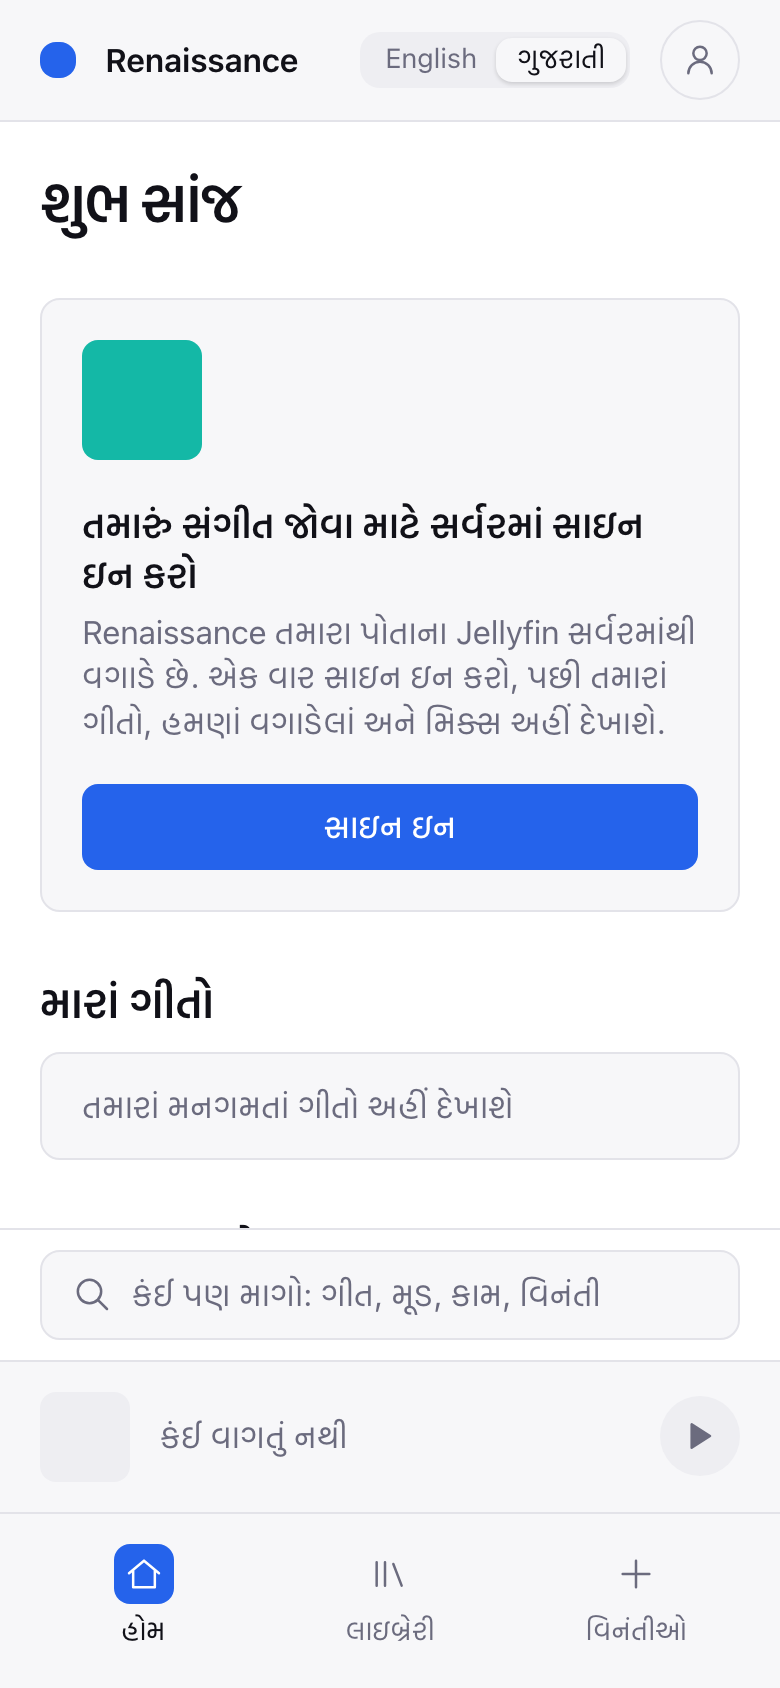 Renaissance
English
ગુજરાતી
શુભ સાંજ
તમારું સંગીત જોવા માટે સર્વરમાં સાઇન
ઇન કરો
Renaissance તમારા પોતાના Jellyfin સર્વરમાંથી
વગાડે છે. એક વાર સાઇન ઇન કરો, પછી તમારાં
ગીતો, હમણાં વગાડેલાં અને મિક્સ અહીં દેખાશે.
સાઇન ઇન
મારાં ગીતો
તમારાં મનગમતાં ગીતો અહીં દેખાશે
કંઈ પણ માગો: ગીત, મૂડ, કામ, વિનંતી
કંઈ વાગતું નથી
હોમ
લાઇબ્રેરી
વિનંતીઓ